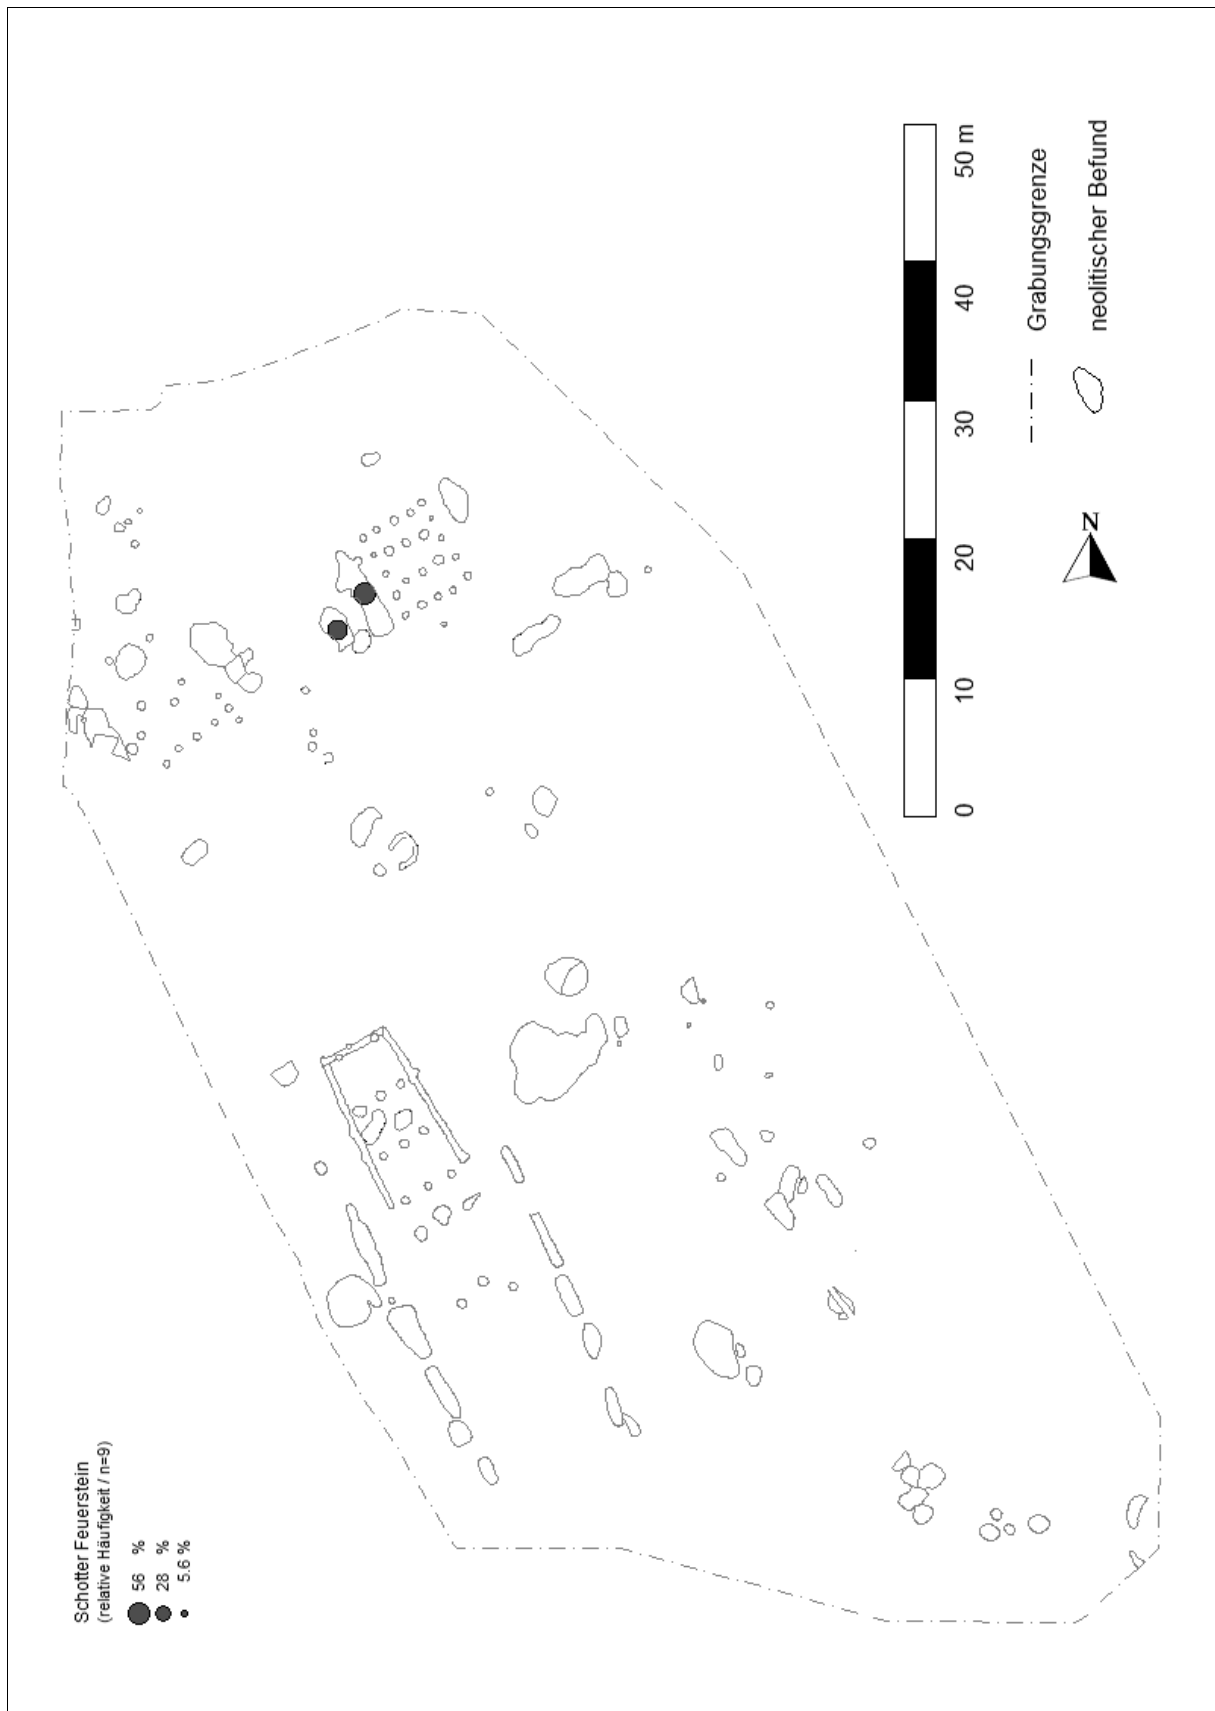 Schotter Feuerstein
(relative Häufigkeit / n=9)
56 %
28 %
5.6 %
0 10 20 30 40 50 m
Grabungsgrenze
neolitischer Befund
N